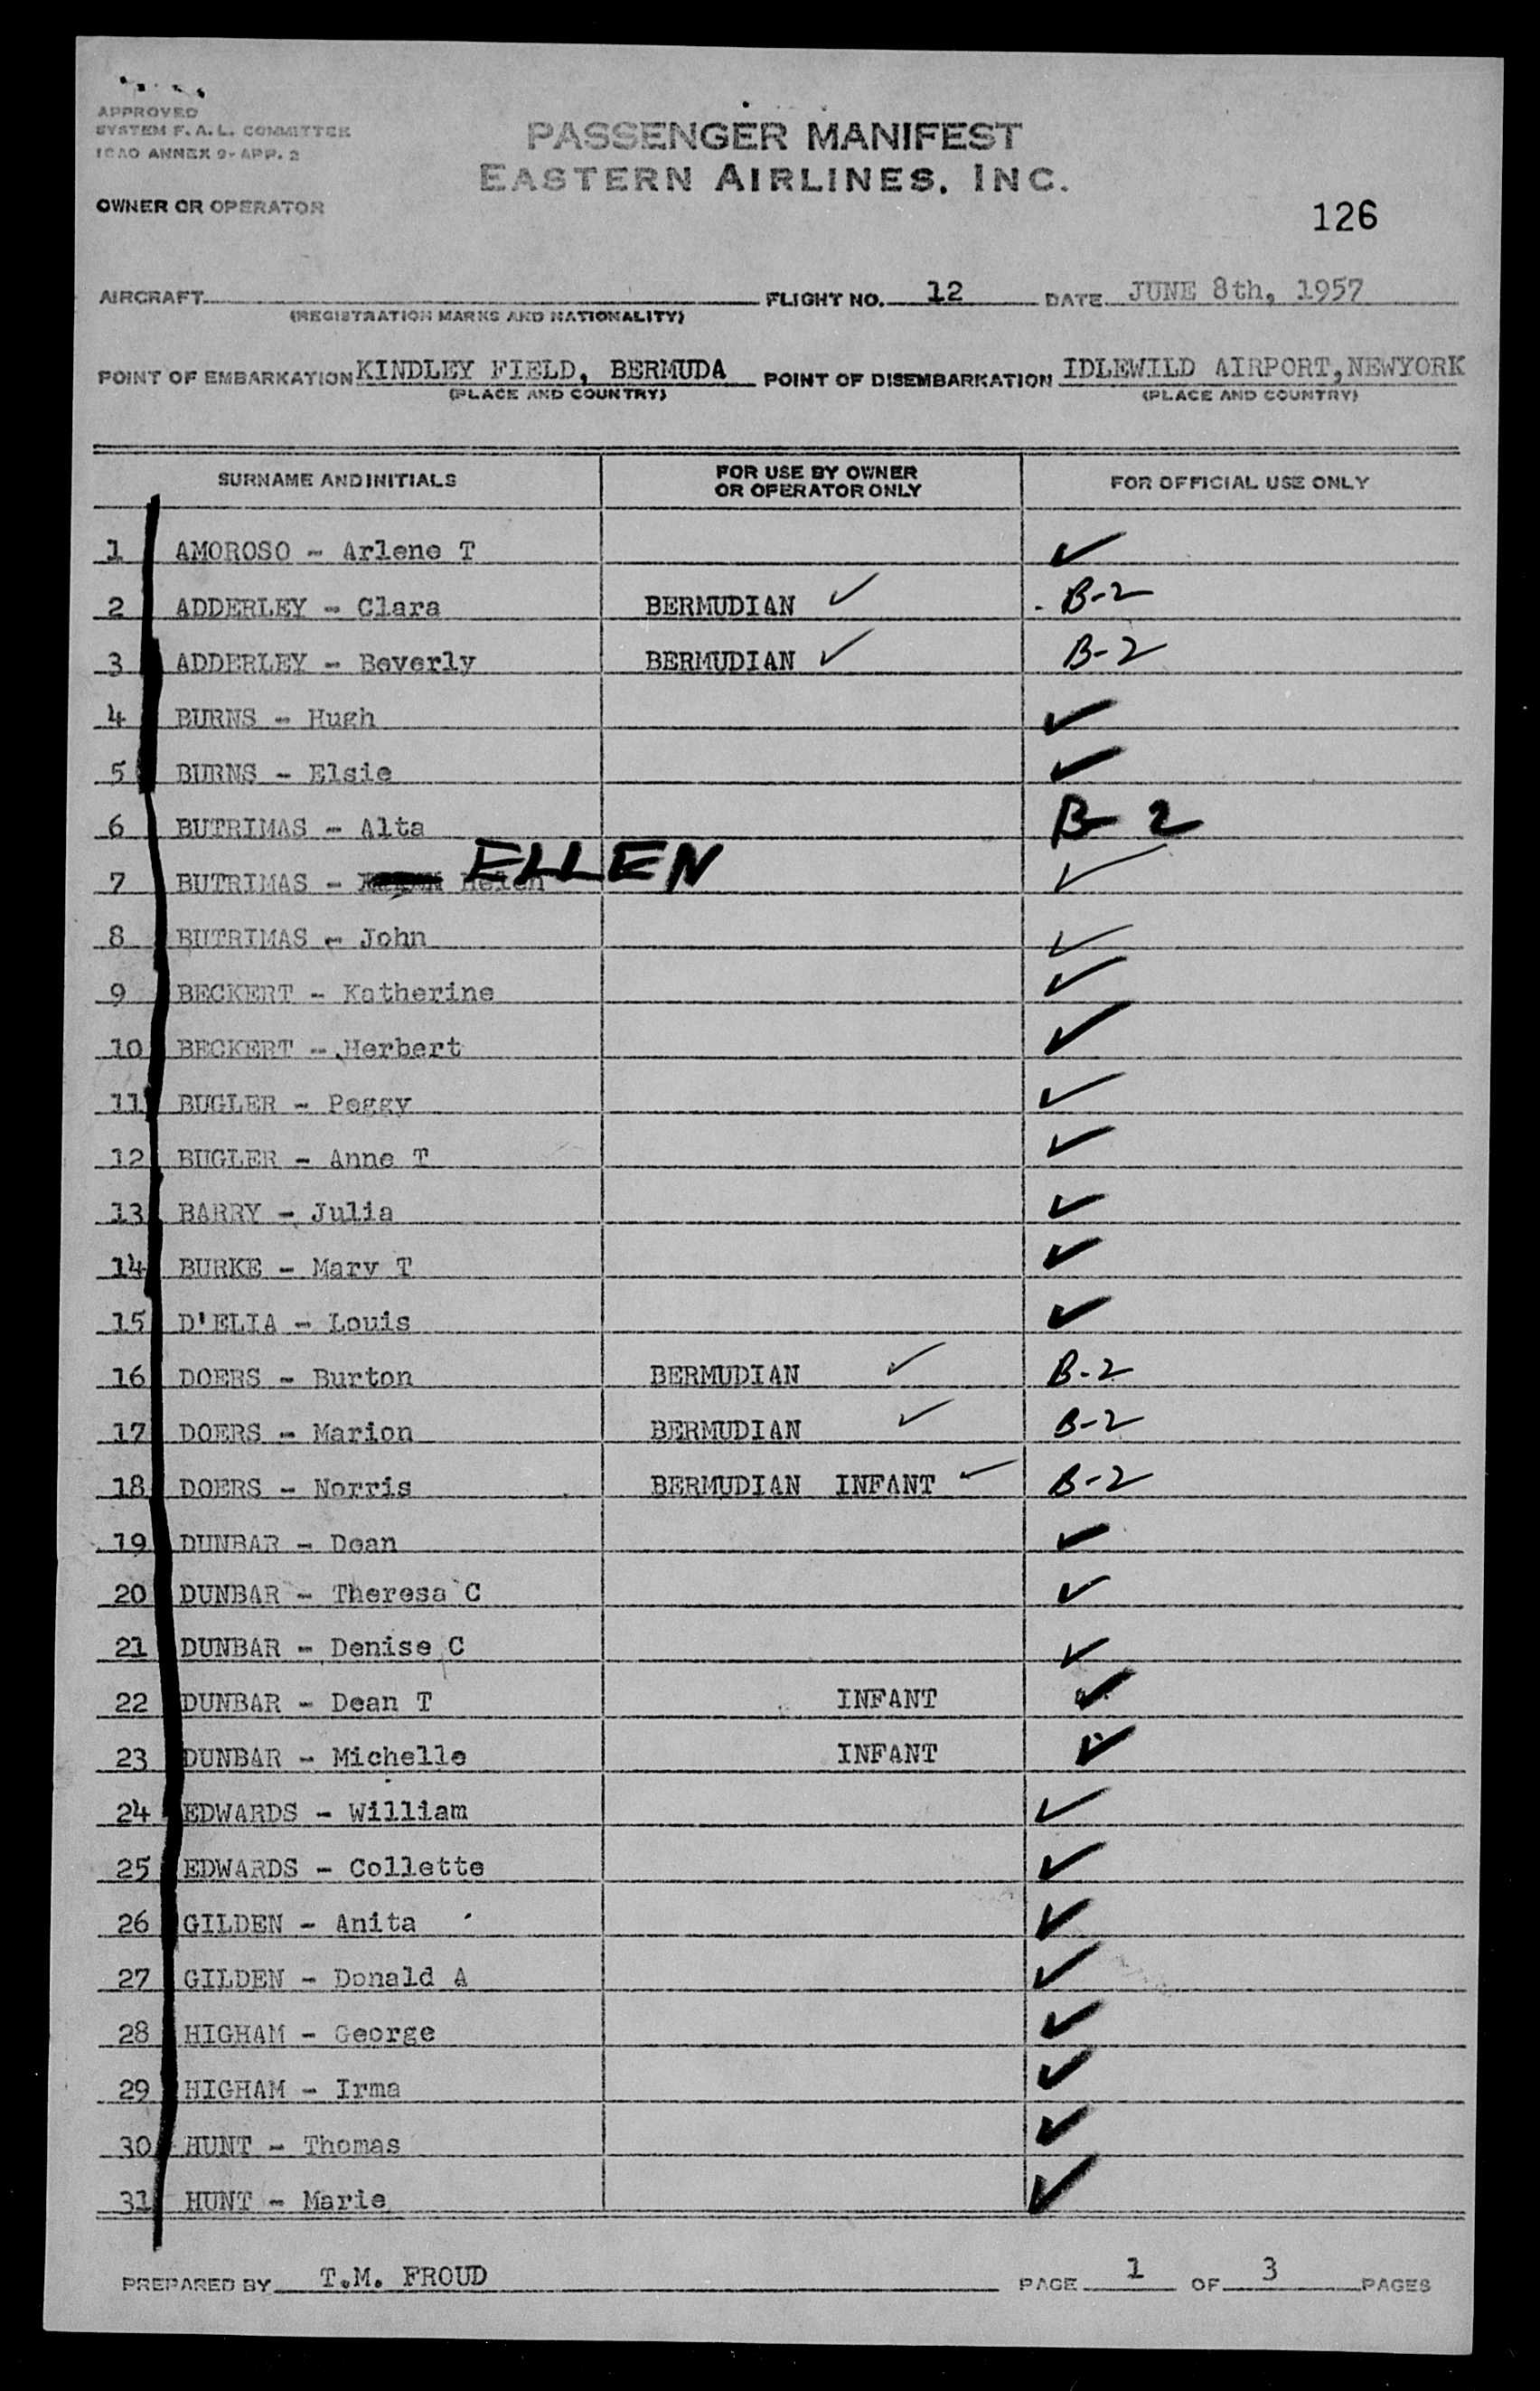 APPROVED
SYSTEM F. A. L. COMMITTEE
ICAO ANNEX 9-APP. 2
PASSENGER MANIFEST
EASTERN AIRLINES, INC.
OWNER OR OPERATOR
126
AIRCRAFT FLIGHT NO. 12 DATE JUNE 8th, 1957
(REGISTRATION MARKS AND NATIONALITY)
POINT OF EMBARKATION KINDLEY FIELD, BERMUDA POINT OF DISEMBARKATION IDLEWILD AIRPORT, NEWYORK
(PLACE AND COUNTRY) (PLACE AND COUNTRY)
SURNAME AND INITIALS FOR USE BY OWNER OR OPERATOR ONLY FOR OFFICIAL USE ONLY
1 AMOROSO - Arlene T ✓
2 ADDERLEY - Clara BERMUDIAN ✓ B-2
3 ADDERLEY - Beverly BERMUDIAN ✓ B-2
4 BURNS - Hugh ✓
5 BURNS - Elsie ✓
6 BUTRIMAS - Alta B-2
7 BUTRIMAS - Helen ELLEN ✓
8 BUTRIMAS - John ✓
9 BECKERT - Katherine ✓
10 BECKERT - Herbert ✓
11 BUGLER - Peggy ✓
12 BUGLER - Anne T ✓
13 BARRY - Julia ✓
14 BURKE - Mary T ✓
15 D'ELIA - Louis ✓
16 DOERS - Burton BERMUDIAN ✓ B-2
17 DOERS - Marion BERMUDIAN ✓ B-2
18 DOERS - Norris BERMUDIAN INFANT ✓ B-2
19 DUNBAR - Dean ✓
20 DUNBAR - Theresa C ✓
21 DUNBAR - Denise C ✓
22 DUNBAR - Dean T INFANT ✓
23 DUNBAR - Michelle INFANT ✓
24 EDWARDS - William ✓
25 EDWARDS - Collette ✓
26 GILDEN - Anita ✓
27 GILDEN - Donald A ✓
28 HIGHAM - George ✓
29 HIGHAM - Irma ✓
30 HUNT - Thomas ✓
31 HUNT - Marie ✓
PREPARED BY T.M. FROUD PAGE 1 OF 3 PAGES